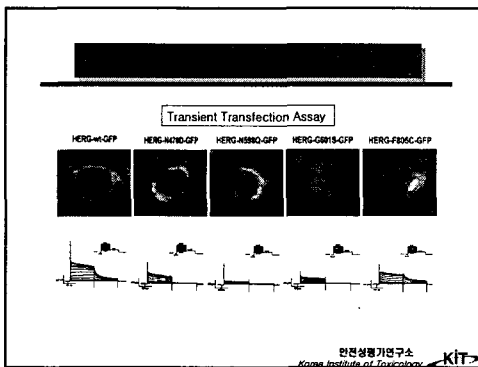 Transient Transfection Assay
HERG-wt-GFP HERG-N470D-GFP HERG-N598Q-GFP HERG-G601S-GFP HERG-F805C-GFP
안전성평가연구소
Korea Institute of Toxicology KIT